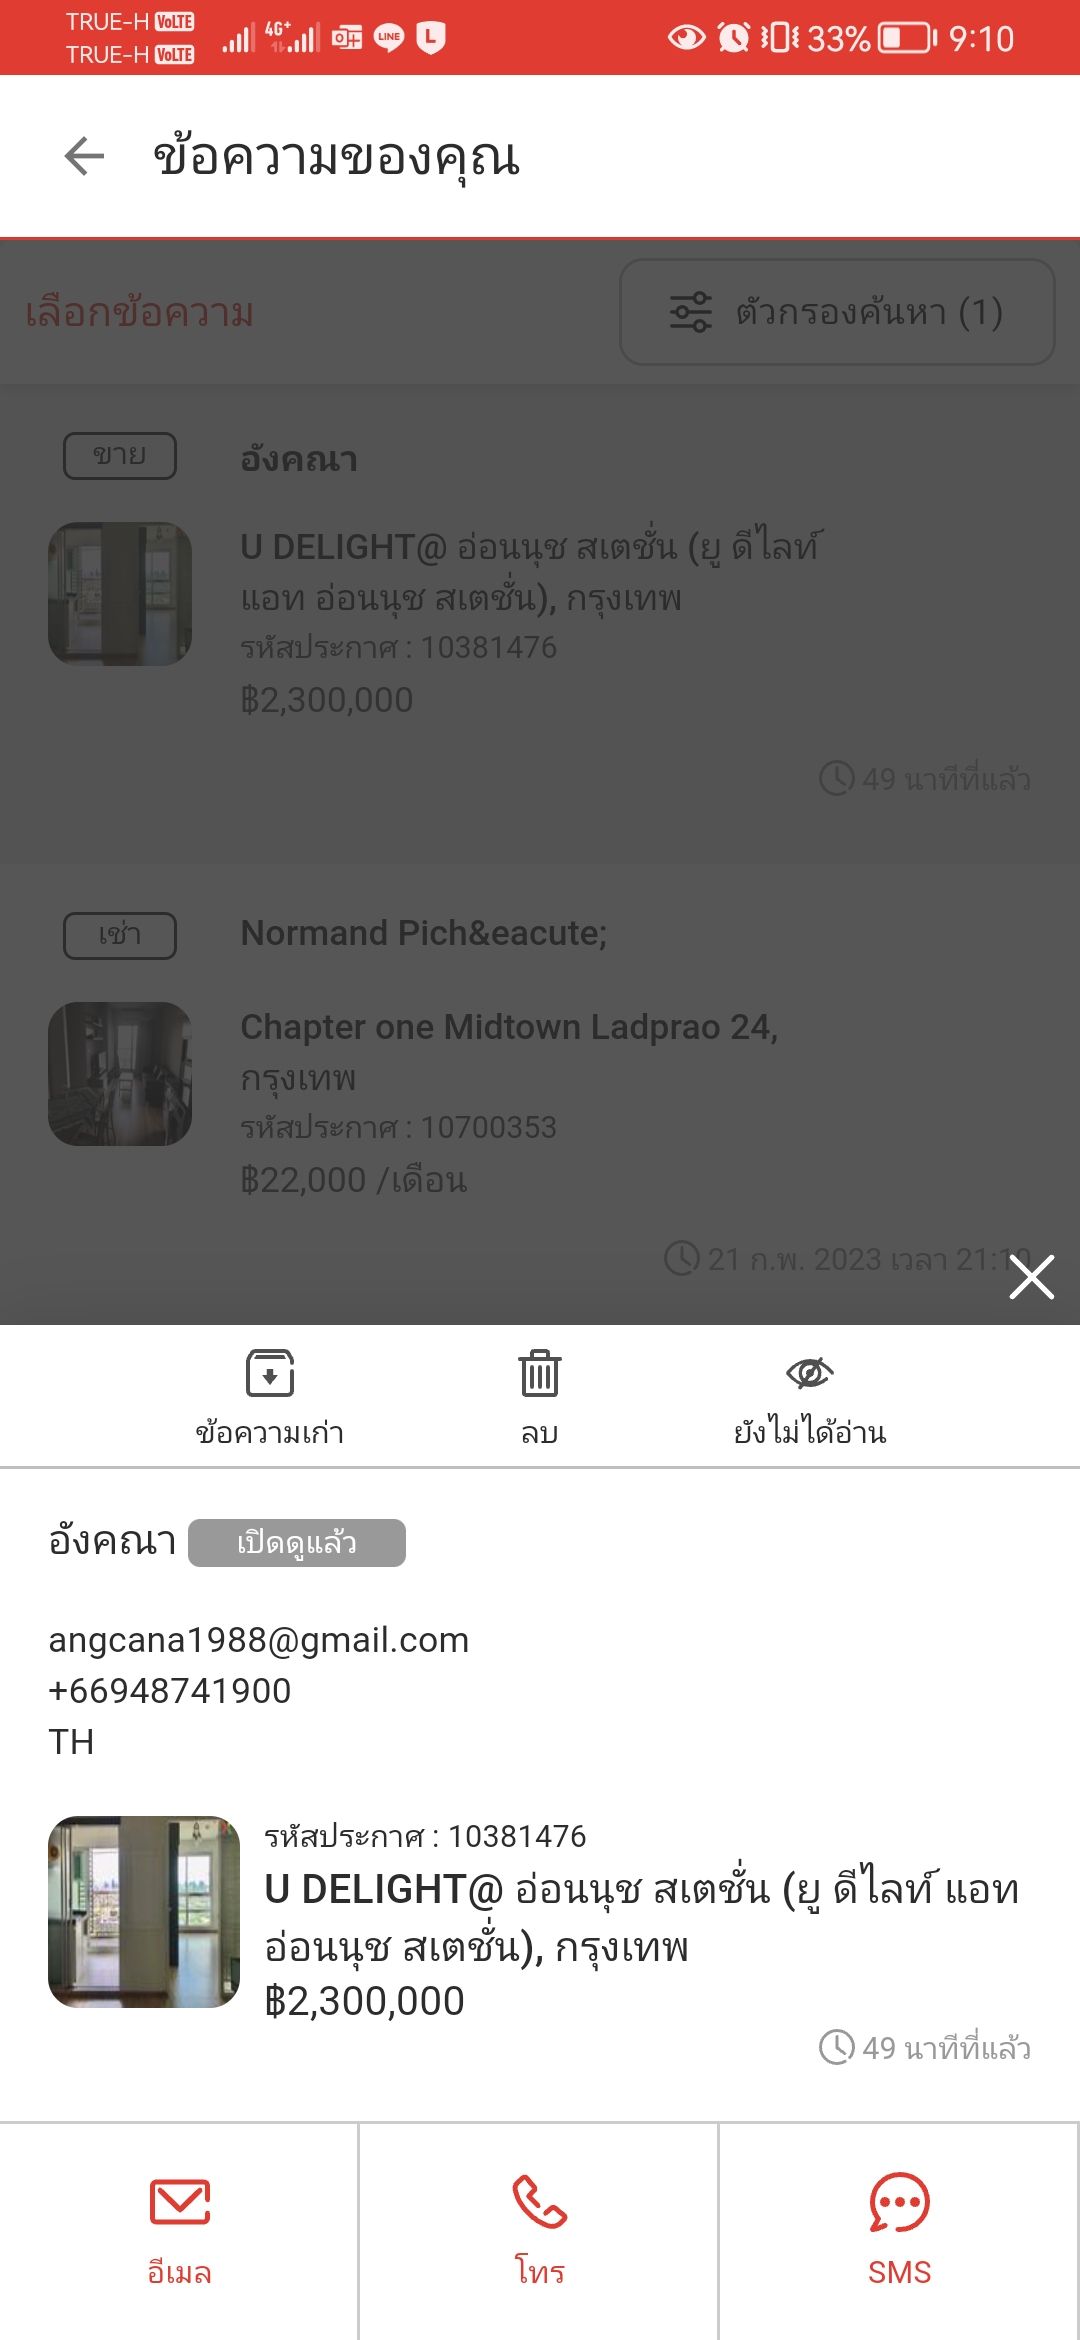 TRUE-H VoLTE
TRUE-H VoLTE
4G+
LINE
L
33%
9:10
ข้อความของคุณ
เลือกข้อความ
ตัวกรองค้นหา (1)
ขาย
อังคณา
U DELIGHT@ อ่อนนุช สเตชั่น (ยู ดีไลท์
แอท อ่อนนุช สเตชั่น), กรุงเทพ
รหัสประกาศ : 10381476
฿2,300,000
49 นาทีที่แล้ว
เช่า
Normand Pich&eacute;
Chapter one Midtown Ladprao 24,
กรุงเทพ
รหัสประกาศ : 10700353
฿22,000 /เดือน
21 ก.พ. 2023 เวลา 21:10
ข้อความเก่า
ลบ
ยังไม่ได้อ่าน
อังคณา เปิดดูแล้ว
angcana1988@gmail.com
+66948741900
TH
รหัสประกาศ : 10381476
U DELIGHT@ อ่อนนุช สเตชั่น (ยู ดีไลท์ แอท
อ่อนนุช สเตชั่น), กรุงเทพ
฿2,300,000
49 นาทีที่แล้ว
อีเมล
โทร
SMS